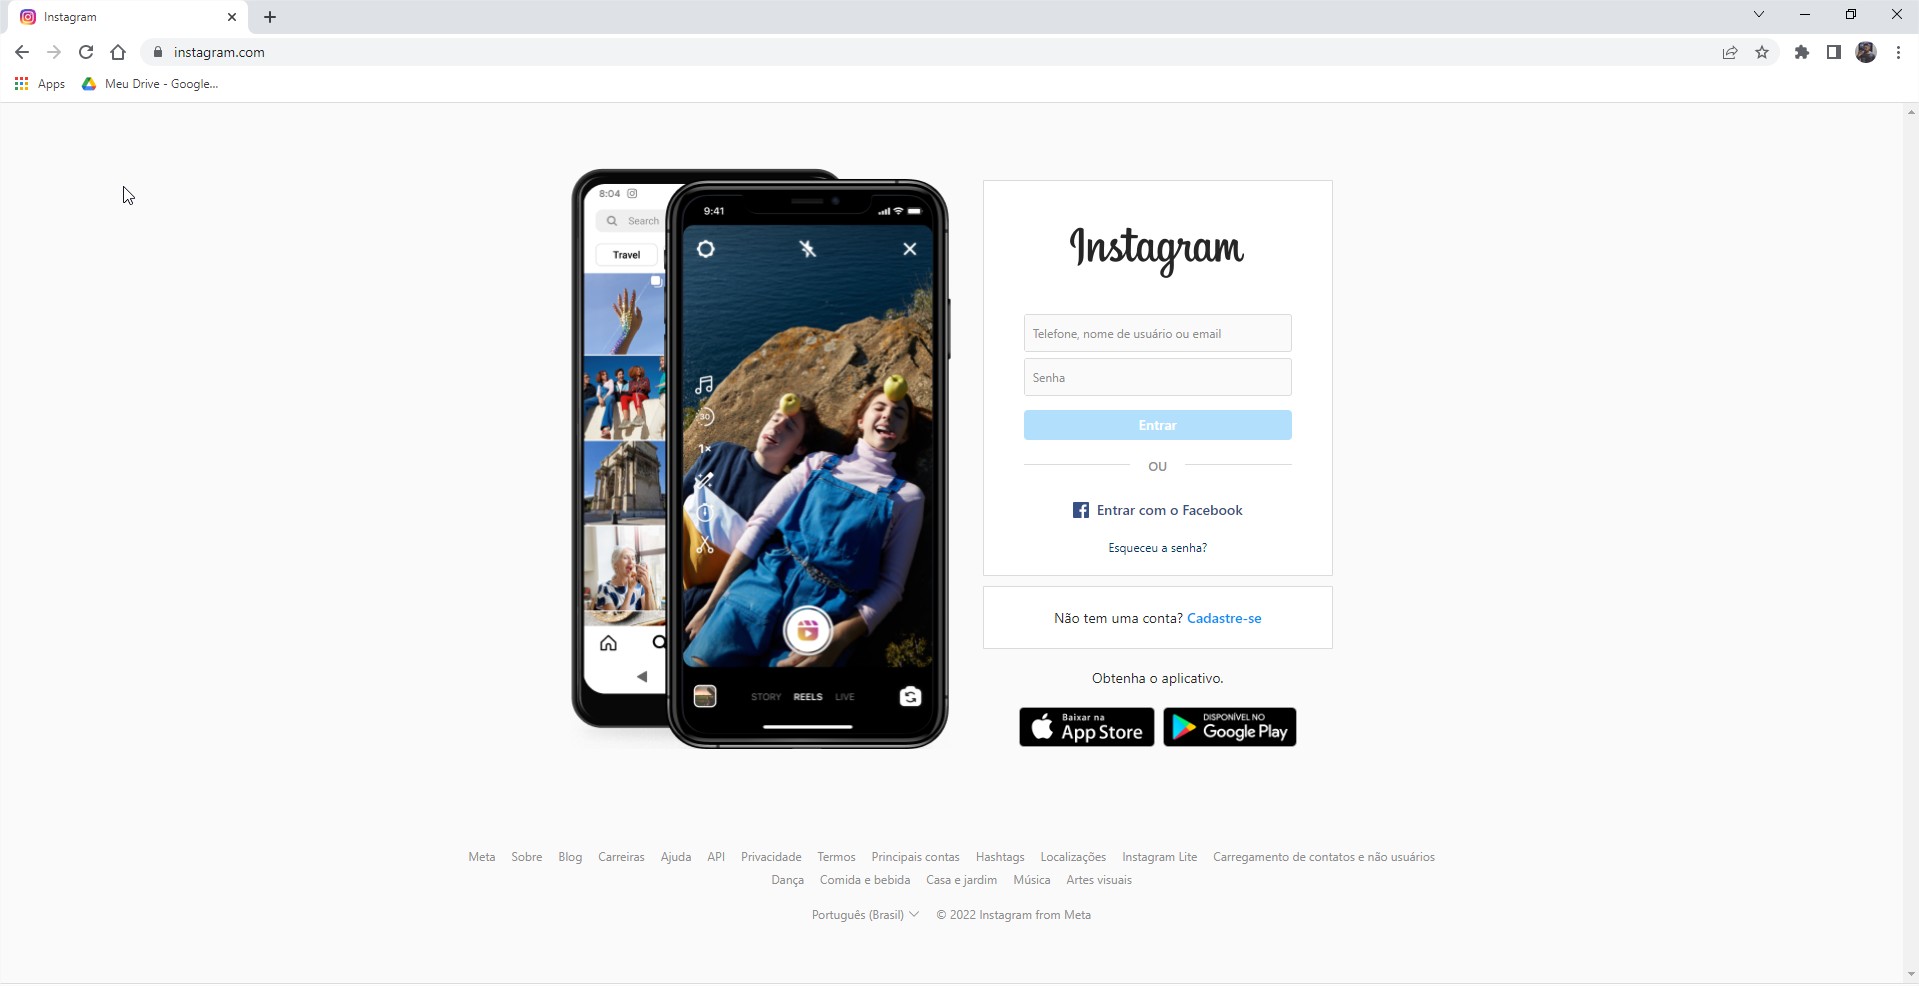 Instagram
instagram.com
Apps Meu Drive - Google...
8:04
Search
Travel
9:41
30
1×
STORY REELS LIVE
Instagram
Telefone, nome de usuário ou email
Senha
Entrar
OU
Entrar com o Facebook
Esqueceu a senha?
Não tem uma conta? Cadastre-se
Obtenha o aplicativo.
Baixar na
App Store
DISPONÍVEL NO
Google Play
Meta Sobre Blog Carreiras Ajuda API Privacidade Termos Principais contas Hashtags Localizações Instagram Lite Carregamento de contatos e não usuários
Dança Comida e bebida Casa e jardim Música Artes visuais
Português (Brasil) © 2022 Instagram from Meta